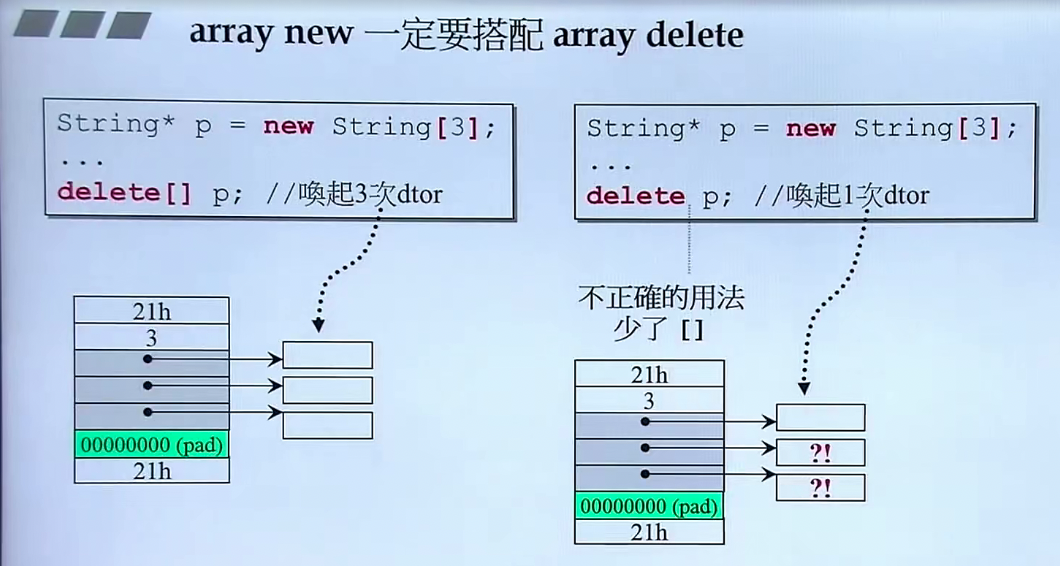 array new 一定要搭配 array delete
String* p = new String[3];
...
delete[] p; //喚起3次dtor
String* p = new String[3];
...
delete p; //喚起1次dtor
不正確的用法
少了 []
21h
3
00000000 (pad)
21h
21h
3
?!
?!
00000000 (pad)
21h